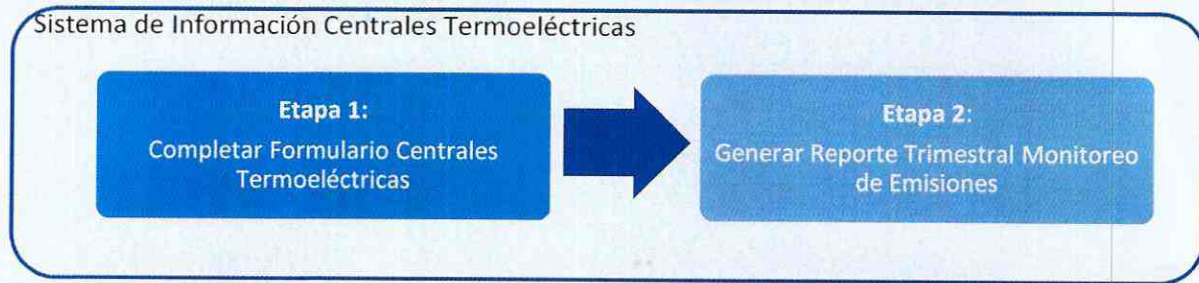 Sistema de Información Centrales Termoeléctricas
Etapa 1:
Completar Formulario Centrales
Termoeléctricas
Etapa 2:
Generar Reporte Trimestral Monitoreo
de Emisiones